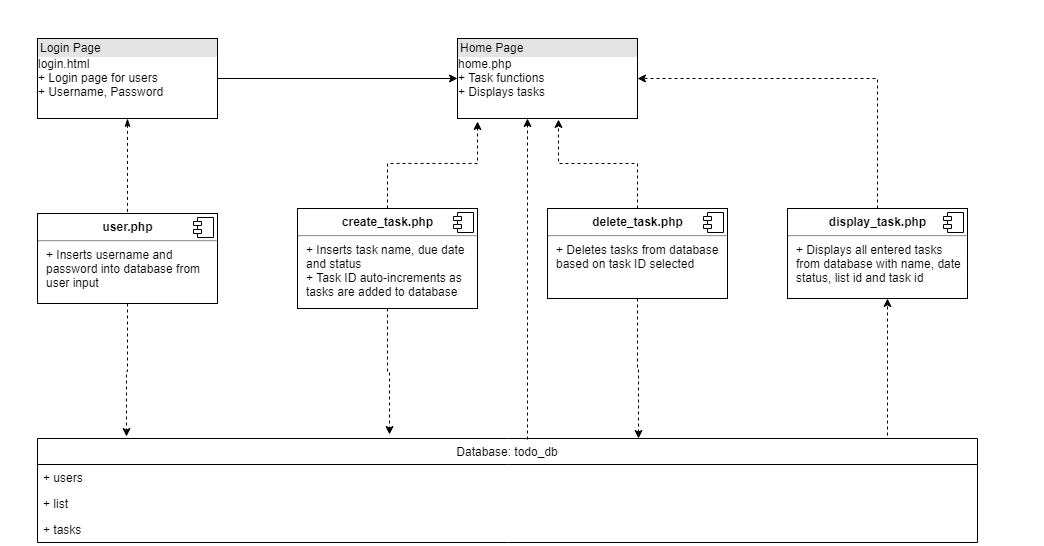 Login Page
login.html
+ Login page for users
+ Username, Password
Home Page
home.php
+ Task functions
+ Displays tasks
user.php
+ Inserts username and
password into database from
user input
create_task.php
+ Inserts task name, due date
and status
+ Task ID auto-increments as
tasks are added to database
delete_task.php
+ Deletes tasks from database
based on task ID selected
display_task.php
+ Displays all entered tasks
from database with name, date
status, list id and task id
Database: todo_db
+ users
+ list
+ tasks